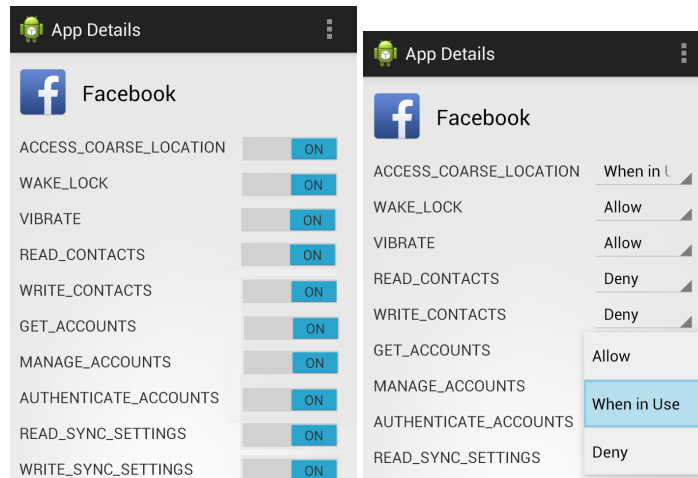 App Details
Facebook
ACCESS_COARSE_LOCATION ON
WAKE_LOCK ON
VIBRATE ON
READ_CONTACTS ON
WRITE_CONTACTS ON
GET_ACCOUNTS ON
MANAGE_ACCOUNTS ON
AUTHENTICATE_ACCOUNTS ON
READ_SYNC_SETTINGS ON
WRITE_SYNC_SETTINGS ON
App Details
Facebook
ACCESS_COARSE_LOCATION When in U
WAKE_LOCK Allow
VIBRATE Allow
READ_CONTACTS Deny
WRITE_CONTACTS Deny
GET_ACCOUNTS
Allow
MANAGE_ACCOUNTS
When in Use
AUTHENTICATE_ACCOUNTS
Deny
READ_SYNC_SETTINGS